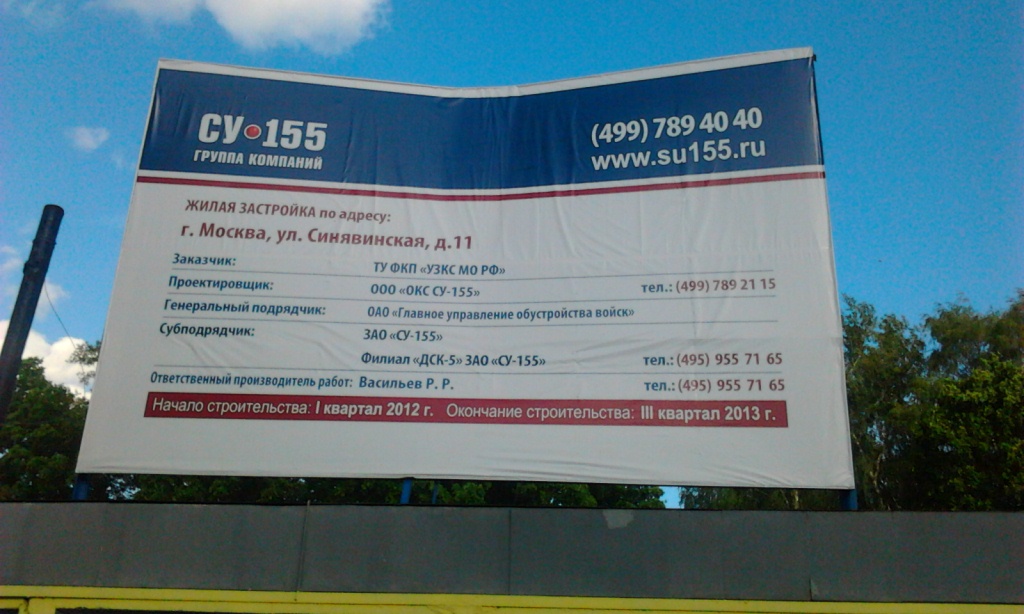 СУ•155
ГРУППА КОМПАНИЙ
(499) 789 40 40
www.su155.ru
ЖИЛАЯ ЗАСТРОЙКА по адресу:
г. Москва, ул. Синявинская, д.11
Заказчик: ТУ ФКП «УЗКС МО РФ»
Проектировщик: ООО «ОКС СУ-155» тел.: (499) 789 21 15
Генеральный подрядчик: ОАО «Главное управление обустройства войск»
Субподрядчик: ЗАО «СУ-155»
Филиал «ДСК-5» ЗАО «СУ-155» тел.: (495) 955 71 65
Ответственный производитель работ: Васильев Р. Р. тел.: (495) 955 71 65
Начало строительства: I квартал 2012 г. Окончание строительства: III квартал 2013 г.